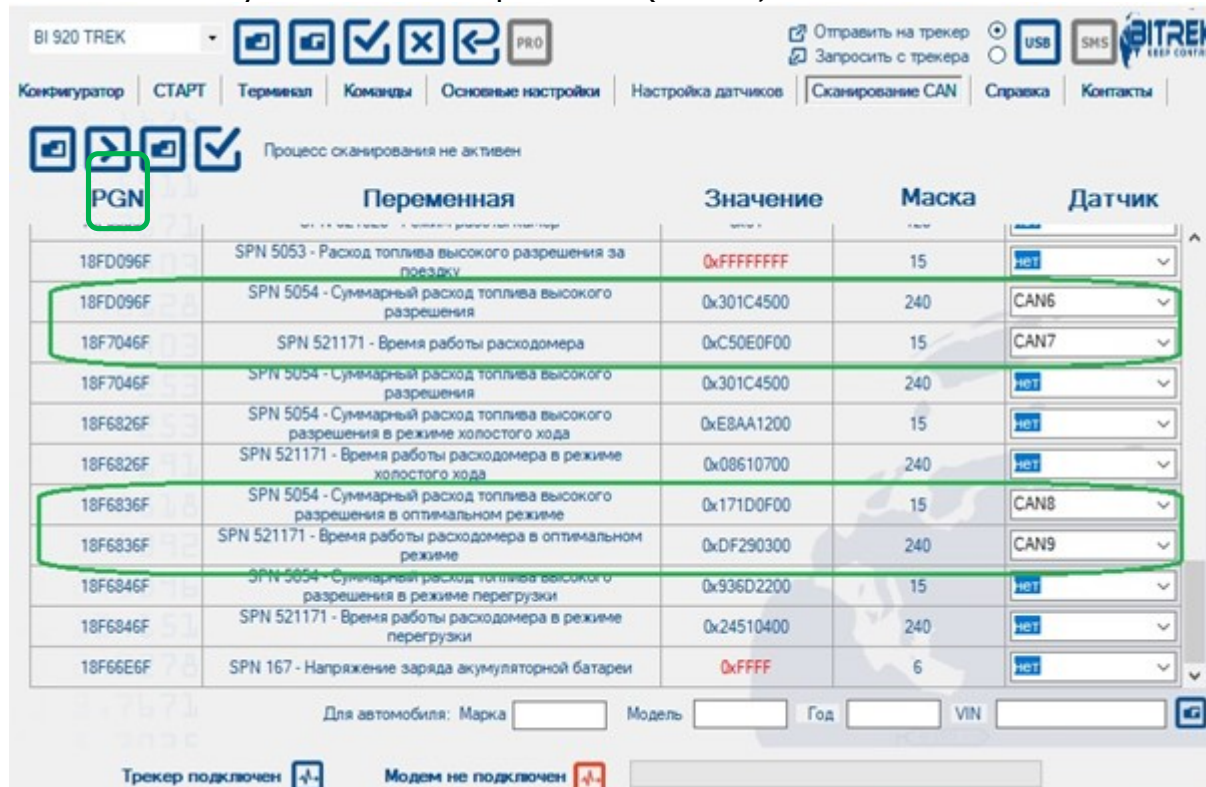 BI 920 TREK
PRO
Отправить на трекер
Запросить с трекера
USB
SMS
BITREK
Конфигуратор СТАРТ Терминал Команды Основные настройки Настройка датчиков Сканирование CAN Справка Контакты
Процесс сканирования не активен
PGN Переменная Значение Маска Датчик
18FD096F SPN 5053 - Расход топлива высокого разрешения за
поездку 0xFFFFFFFF 15 нет
18FD096F SPN 5054 - Суммарный расход топлива высокого
разрешения 0x301C4500 240 CAN6
18F7046F SPN 521171 - Время работы расходомера 0xC50E0F00 15 CAN7
18F7046F SPN 5054 - Суммарный расход топлива высокого
разрешения 0x301C4500 240 нет
18F6826F SPN 5054 - Суммарный расход топлива высокого
разрешения в режиме холостого хода 0xE8AA1200 15 нет
18F6826F SPN 521171 - Время работы расходомера в режиме
холостого хода 0x08610700 240 нет
18F6836F SPN 5054 - Суммарный расход топлива высокого
разрешения в оптимальном режиме 0x171D0F00 15 CAN8
18F6836F SPN 521171 - Время работы расходомера в оптимальном
режиме 0xDF290300 240 CAN9
18F6846F SPN 5054 - Суммарный расход топлива высокого
разрешения в режиме перегрузки 0x936D2200 15 нет
18F6846F SPN 521171 - Время работы расходомера в режиме
перегрузки 0x24510400 240 нет
18F66E6F SPN 167 - Напряжение заряда акумуляторной батареи 0xFFFF 6 нет
Для автомобиля: Марка Модель Год VIN
Трекер подключен Модем не подключен